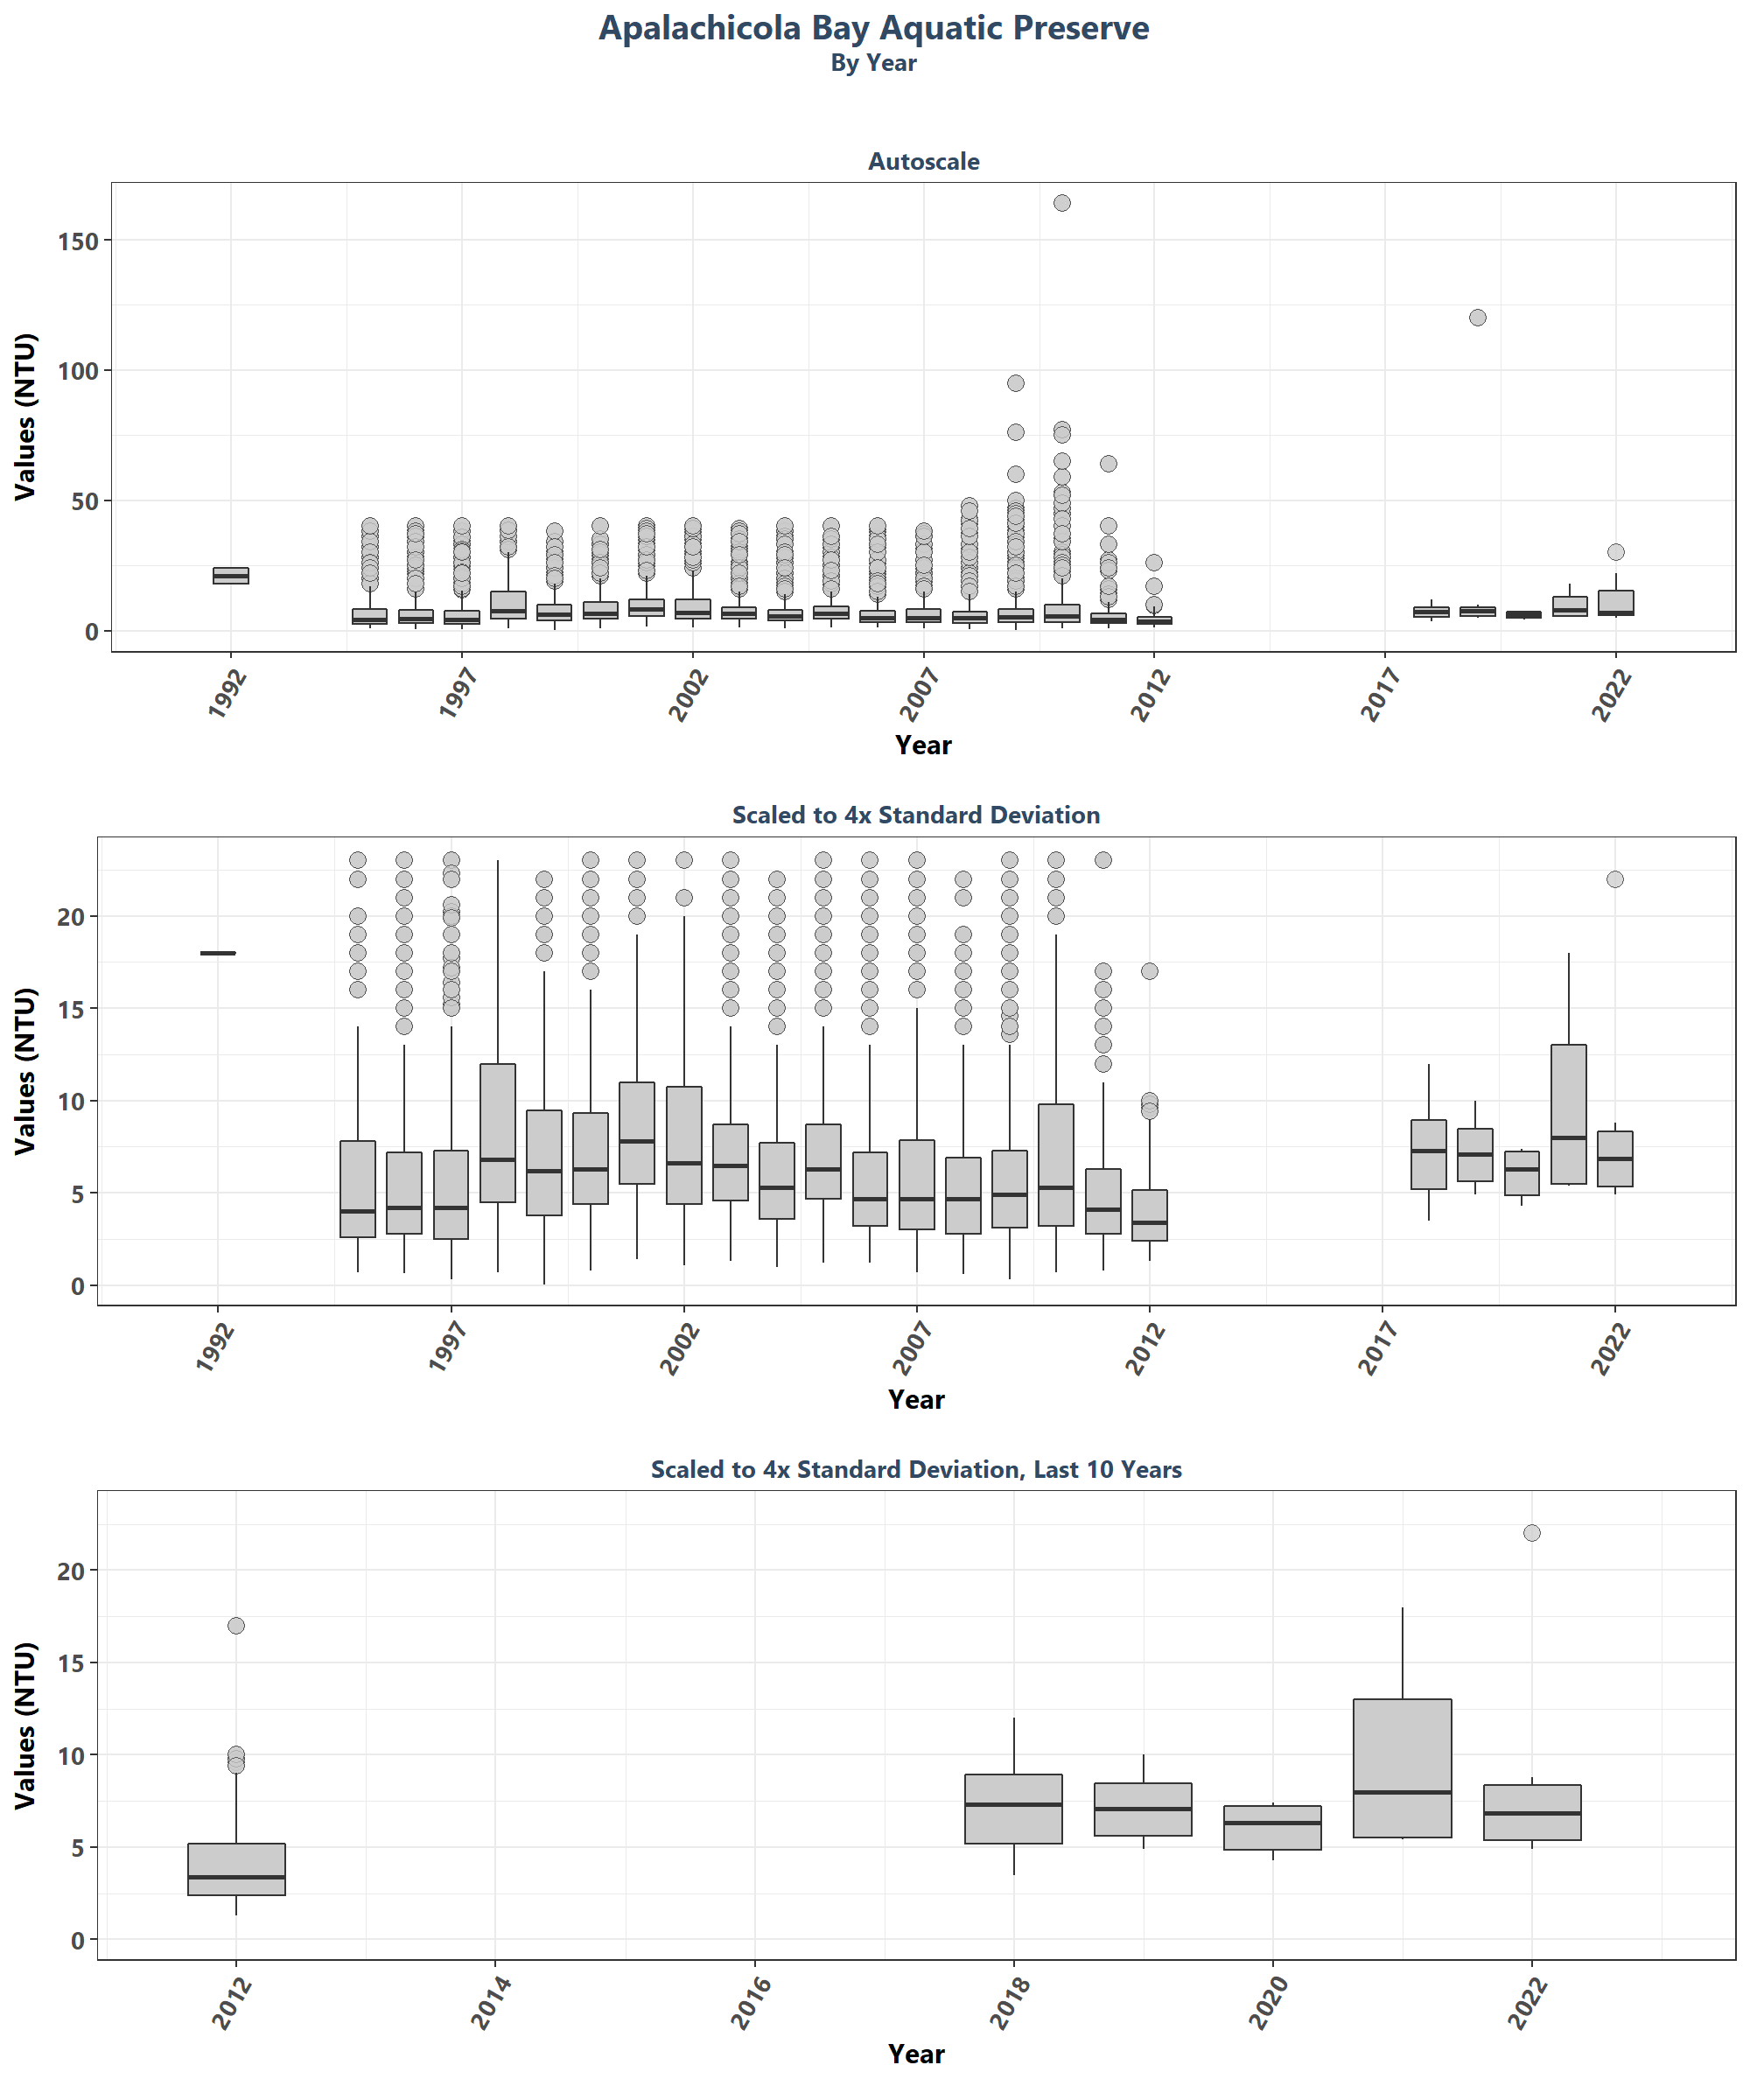 Apalachicola Bay Aquatic Preserve
By Year
Autoscale
Values (NTU)
150
100
50
0
1992 1997 2002 2007 2012 2017 2022
Year
Scaled to 4x Standard Deviation
Values (NTU)
20
15
10
5
0
1992 1997 2002 2007 2012 2017 2022
Year
Scaled to 4x Standard Deviation, Last 10 Years
Values (NTU)
20
15
10
5
0
2012 2014 2016 2018 2020 2022
Year